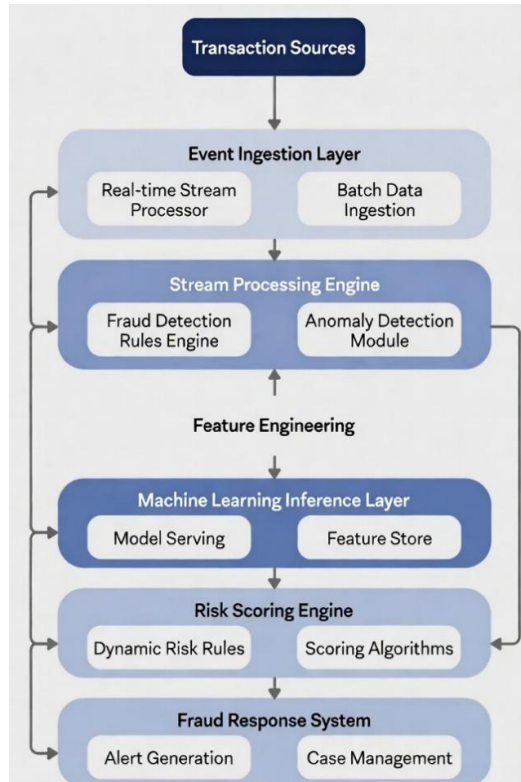 Transaction Sources
Event Ingestion Layer
Real-time Stream
Processor
Batch Data
Ingestion
Stream Processing Engine
Fraud Detection
Rules Engine
Anomaly Detection
Module
Feature Engineering
Machine Learning Inference Layer
Model Serving
Feature Store
Risk Scoring Engine
Dynamic Risk Rules
Scoring Algorithms
Fraud Response System
Alert Generation
Case Management